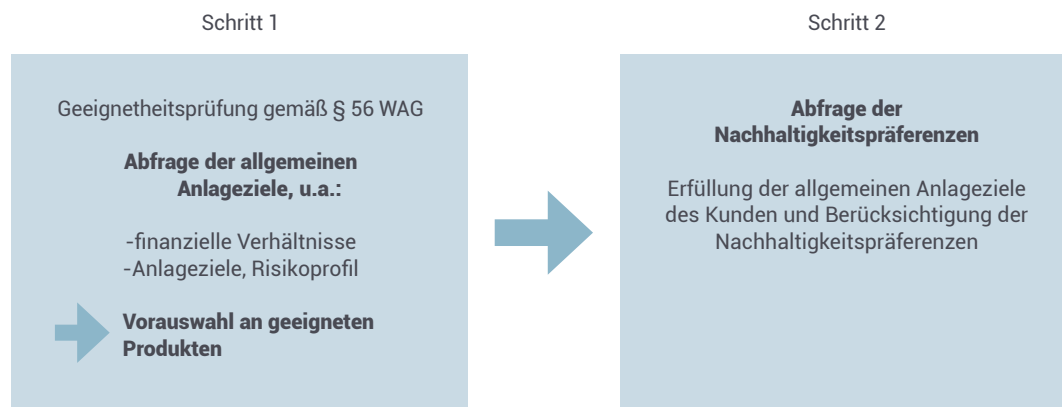 Schritt 1
Geeignetheitsprüfung gemäß § 56 WAG
Abfrage der allgemeinen
Anlageziele, u.a.:
-finanzielle Verhältnisse
-Anlageziele, Risikoprofil
Vorauswahl an geeigneten
Produkten
Schritt 2
Abfrage der
Nachhaltigkeitspräferenzen
Erfüllung der allgemeinen Anlageziele
des Kunden und Berücksichtigung der
Nachhaltigkeitspräferenzen